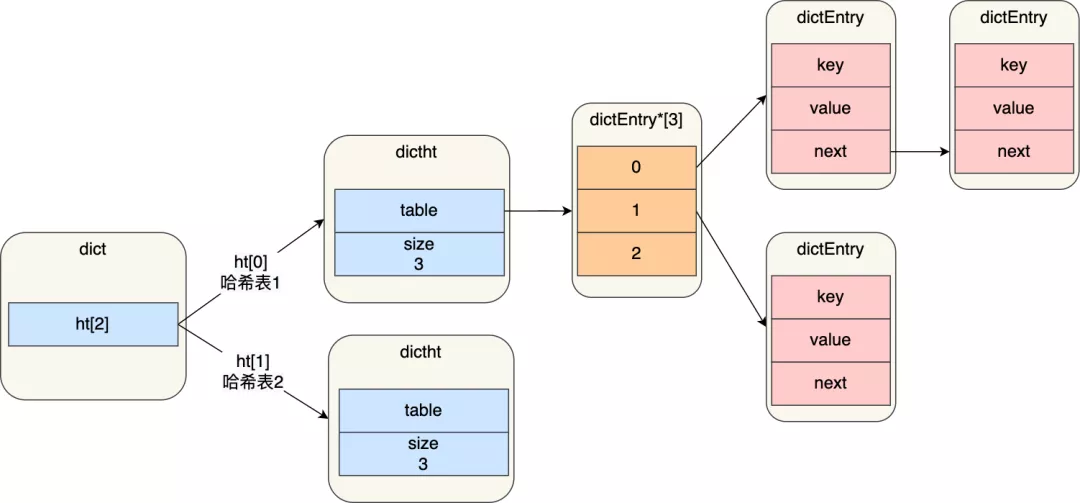 dict
ht[2]
ht[0]
哈希表1
ht[1]
哈希表2
dictht
table
size
3
dictht
table
size
3
dictEntry*[3]
0
1
2
dictEntry
key
value
next
dictEntry
key
value
next
dictEntry
key
value
next